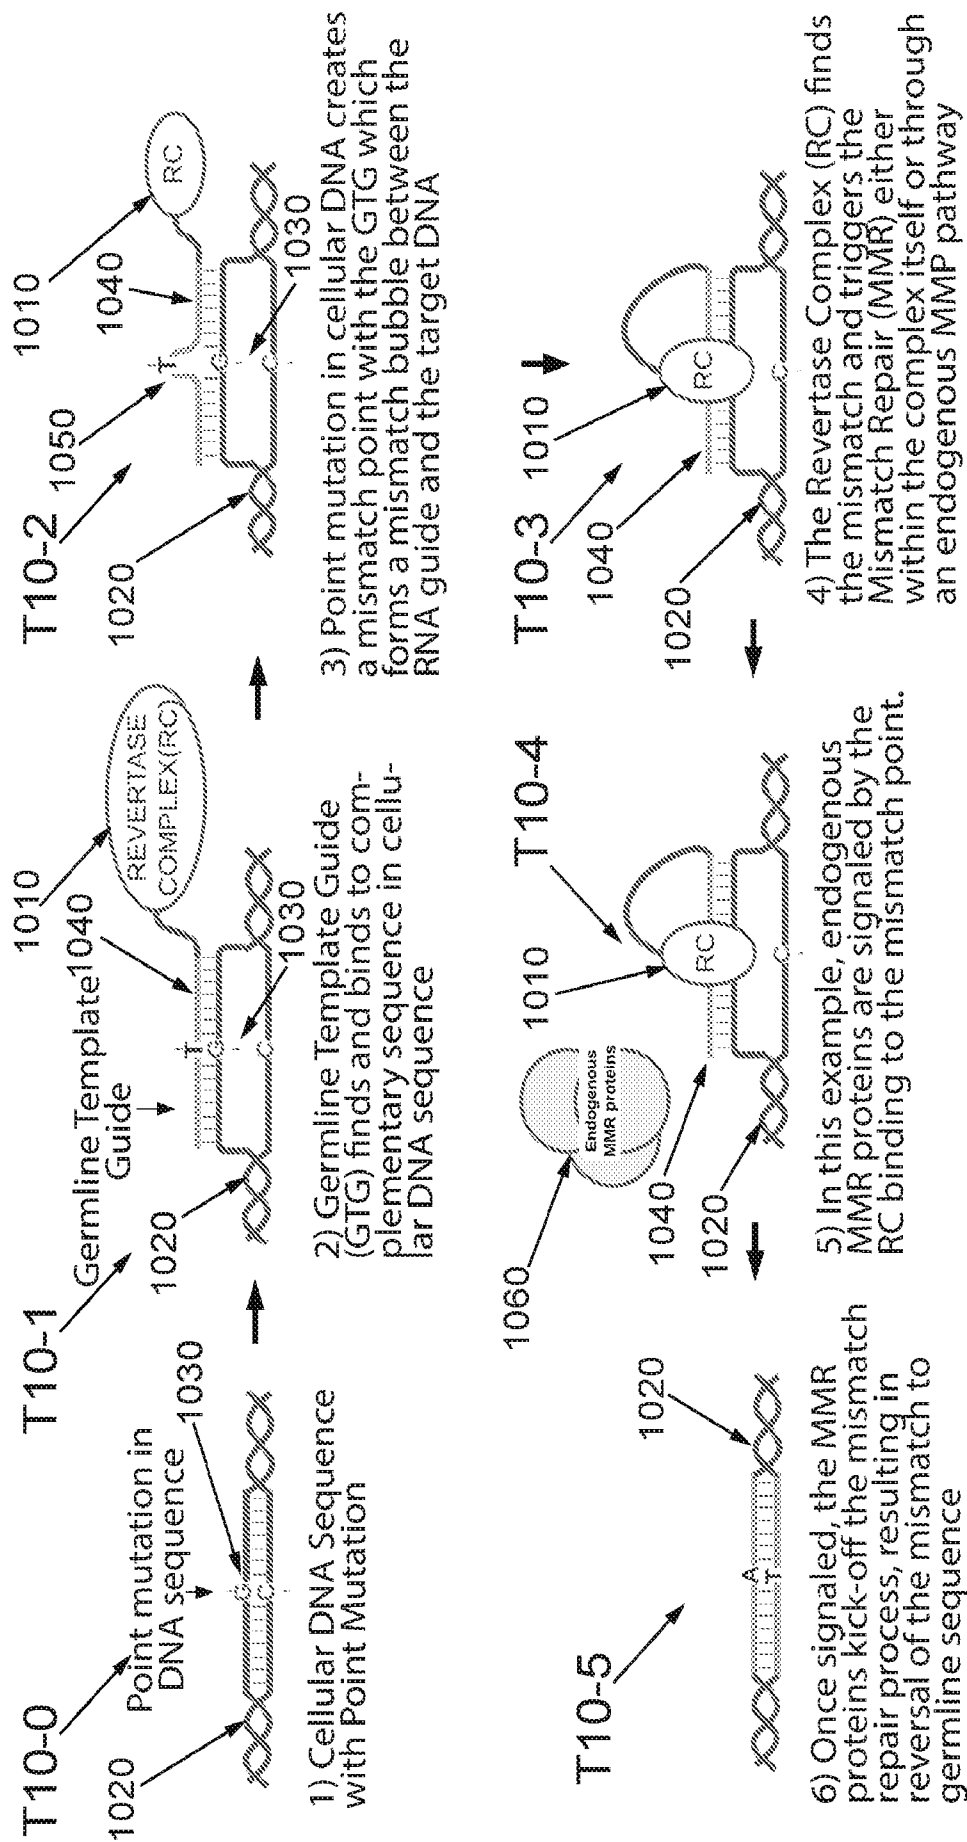 T10-0
Point mutation in
DNA sequence
1020
1030
G
C
1) Cellular DNA Sequence
with Point Mutation
T10-1
Germline Template
Guide
1010
1040
1020
REVERTASE
COMPLEX(RC)
T
G
C
1030
2) Germline Template Guide
(GTG) finds and binds to com-
plementary sequence in cellu-
lar DNA sequence
T10-2
1050
1040
1010
1020
RC
T
G
C
1030
3) Point mutation in cellular DNA creates
a mismatch point with the GTG which
forms a mismatch bubble between the
RNA guide and the target DNA
T10-3
1010
1040
1020
RC
C
4) The Revertase Complex (RC) finds
the mismatch and triggers the
Mismatch Repair (MMR) either
within the complex itself or through
an endogenous MMP pathway
T10-4
1060
Endogenous
MMR proteins
1010
1040
1020
RC
C
5) In this example, endogenous
MMR proteins are signaled by the
RC binding to the mismatch point.
T10-5
1020
A
T
6) Once signaled, the MMR
proteins kick-off the mismatch
repair process, resulting in
reversal of the mismatch to
germline sequence